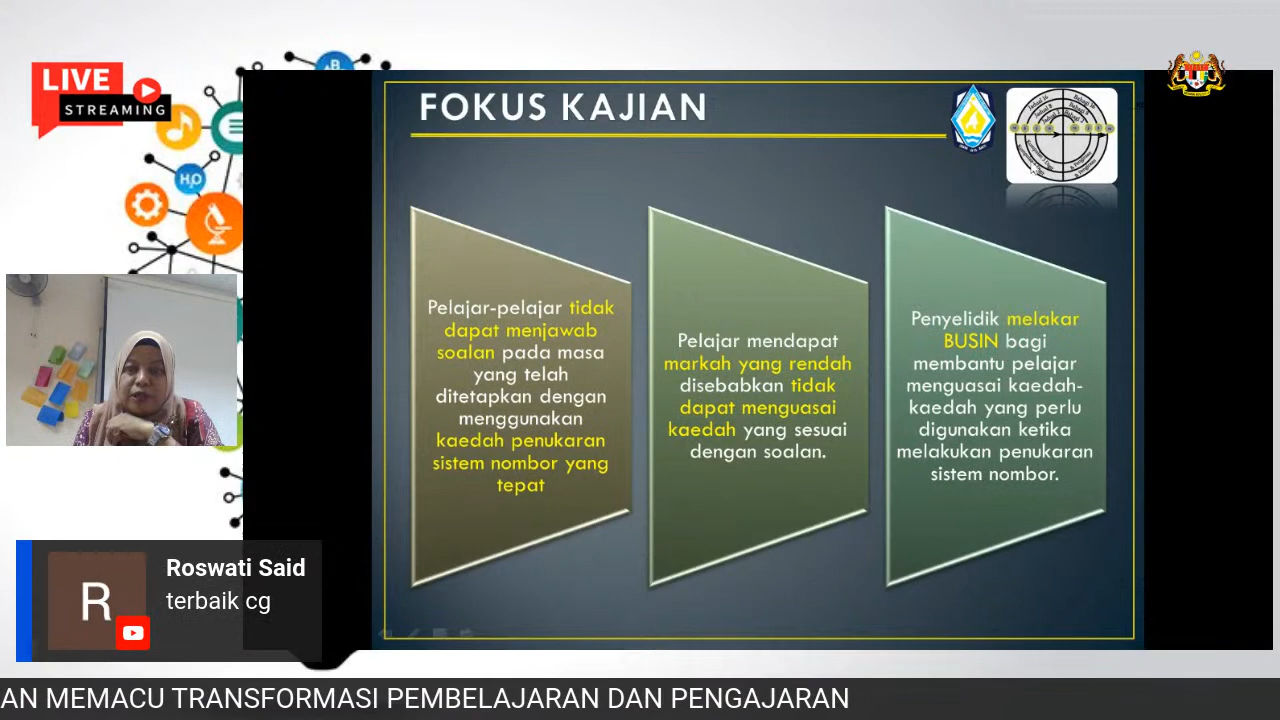 LIVE
STREAMING
B
H₂O
FOKUS KAJIAN
Pelajar-pelajar tidak
dapat menjawab
soalan pada masa
yang telah
ditetapkan dengan
menggunakan
kaedah penukaran
sistem nombor yang
tepat
Pelajar mendapat
markah yang rendah
disebabkan tidak
dapat menguasai
kaedah yang sesuai
dengan soalan.
Penyelidik melakar
BUSIN bagi
membantu pelajar
menguasai kaedah-
kaedah yang perlu
digunakan ketika
melakukan penukaran
sistem nombor.
R
Roswati Said
terbaik cg
AN MEMACU TRANSFORMASI PEMBELAJARAN DAN PENGAJARAN